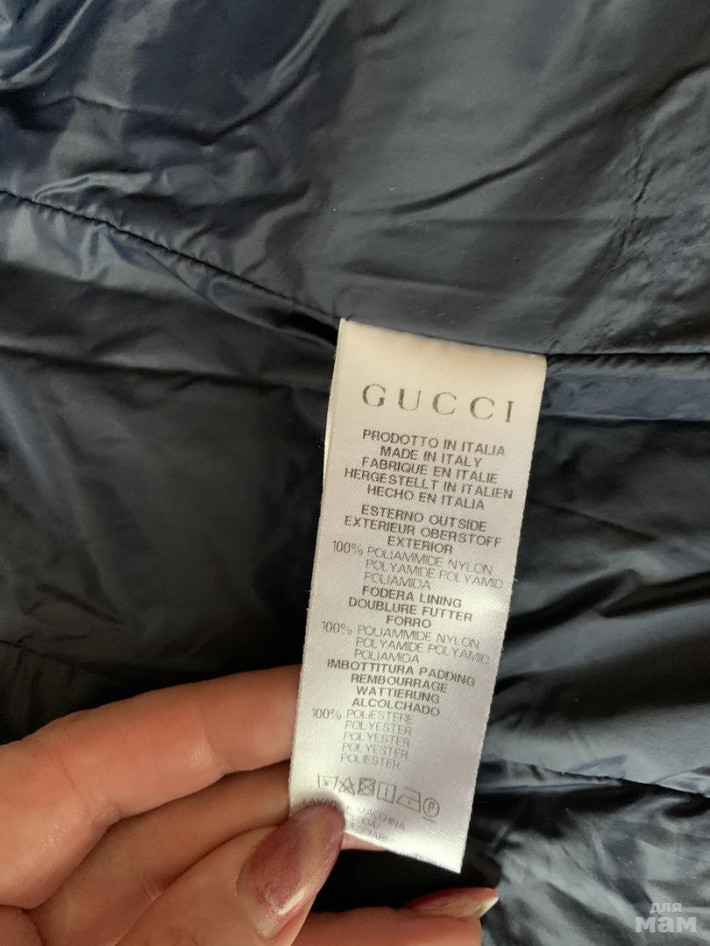 GUCCI
PRODOTTO IN ITALIA
MADE IN ITALY
FABRIQUE EN ITALIE
HERGESTELLT IN ITALIEN
HECHO EN ITALIA
ESTERNO OUTSIDE
EXTERIEUR OBERSTOFF
EXTERIOR
100% POLIAMMIDE NYLON
POLYAMIDE POLYAMID
POLIAMIDA
FODERA LINING
DOUBLURE FUTTER
FORRO
100% POLIAMMIDE NYLON
POLYAMIDE POLYAMID
POLIAMIDA
IMBOTTITURA PADDING
REMBOURRAGE
WATTIERUNG
ALCOLCHADO
100% POLIESTERE
POLYESTER
POLYESTER
POLYESTER
POLIESTER
P
MACCHINA
для
мам